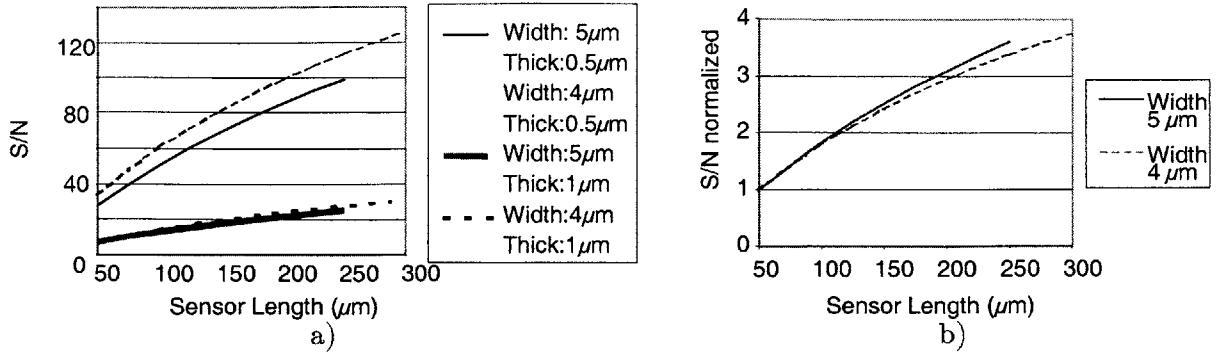 120
80
40
0
S/N
50 100 150 200 250 300
Sensor Length (µm)
a)
Width: 5µm
Thick:0.5µm
Width:4µm
Thick:0.5µm
Width:5µm
Thick:1µm
Width:4µm
Thick:1µm
4
3
2
1
0
S/N normalized
50 100 150 200 250 300
Sensor Length (µm)
b)
Width
5 µm
Width
4 µm